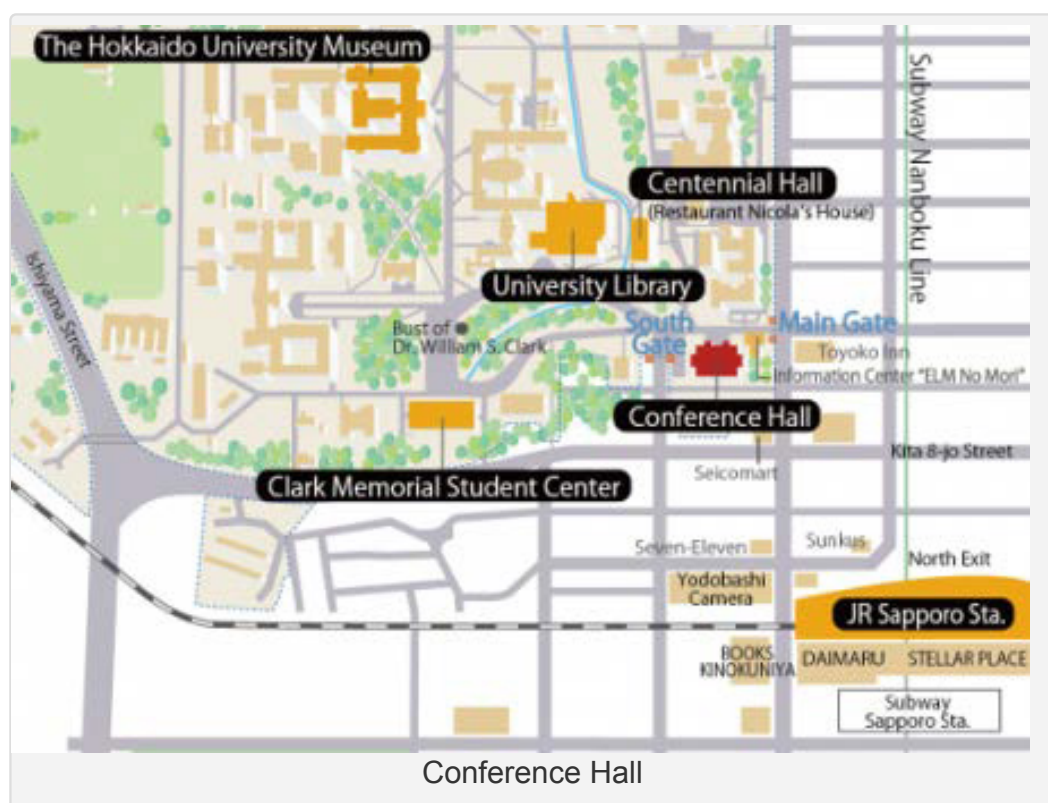 The Hokkaido University Museum
Subway Nanboku Line
Centennial Hall
(Restaurant Nicola's House)
Ishiyama Street
University Library
Bust of
Dr. William S. Clark
South
Gate
Main Gate
Toyoko Inn
Information Center "ELM No Mori"
Conference Hall
Kita 8-jo Street
Seicomart
Clark Memorial Student Center
Seven-Eleven
Sunkus
North Exit
Yodobashi
Camera
JR Sapporo Sta.
BOOKS
KINOKUNIYA
DAIMARU
STELLAR PLACE
Subway
Sapporo Sta.
Conference Hall